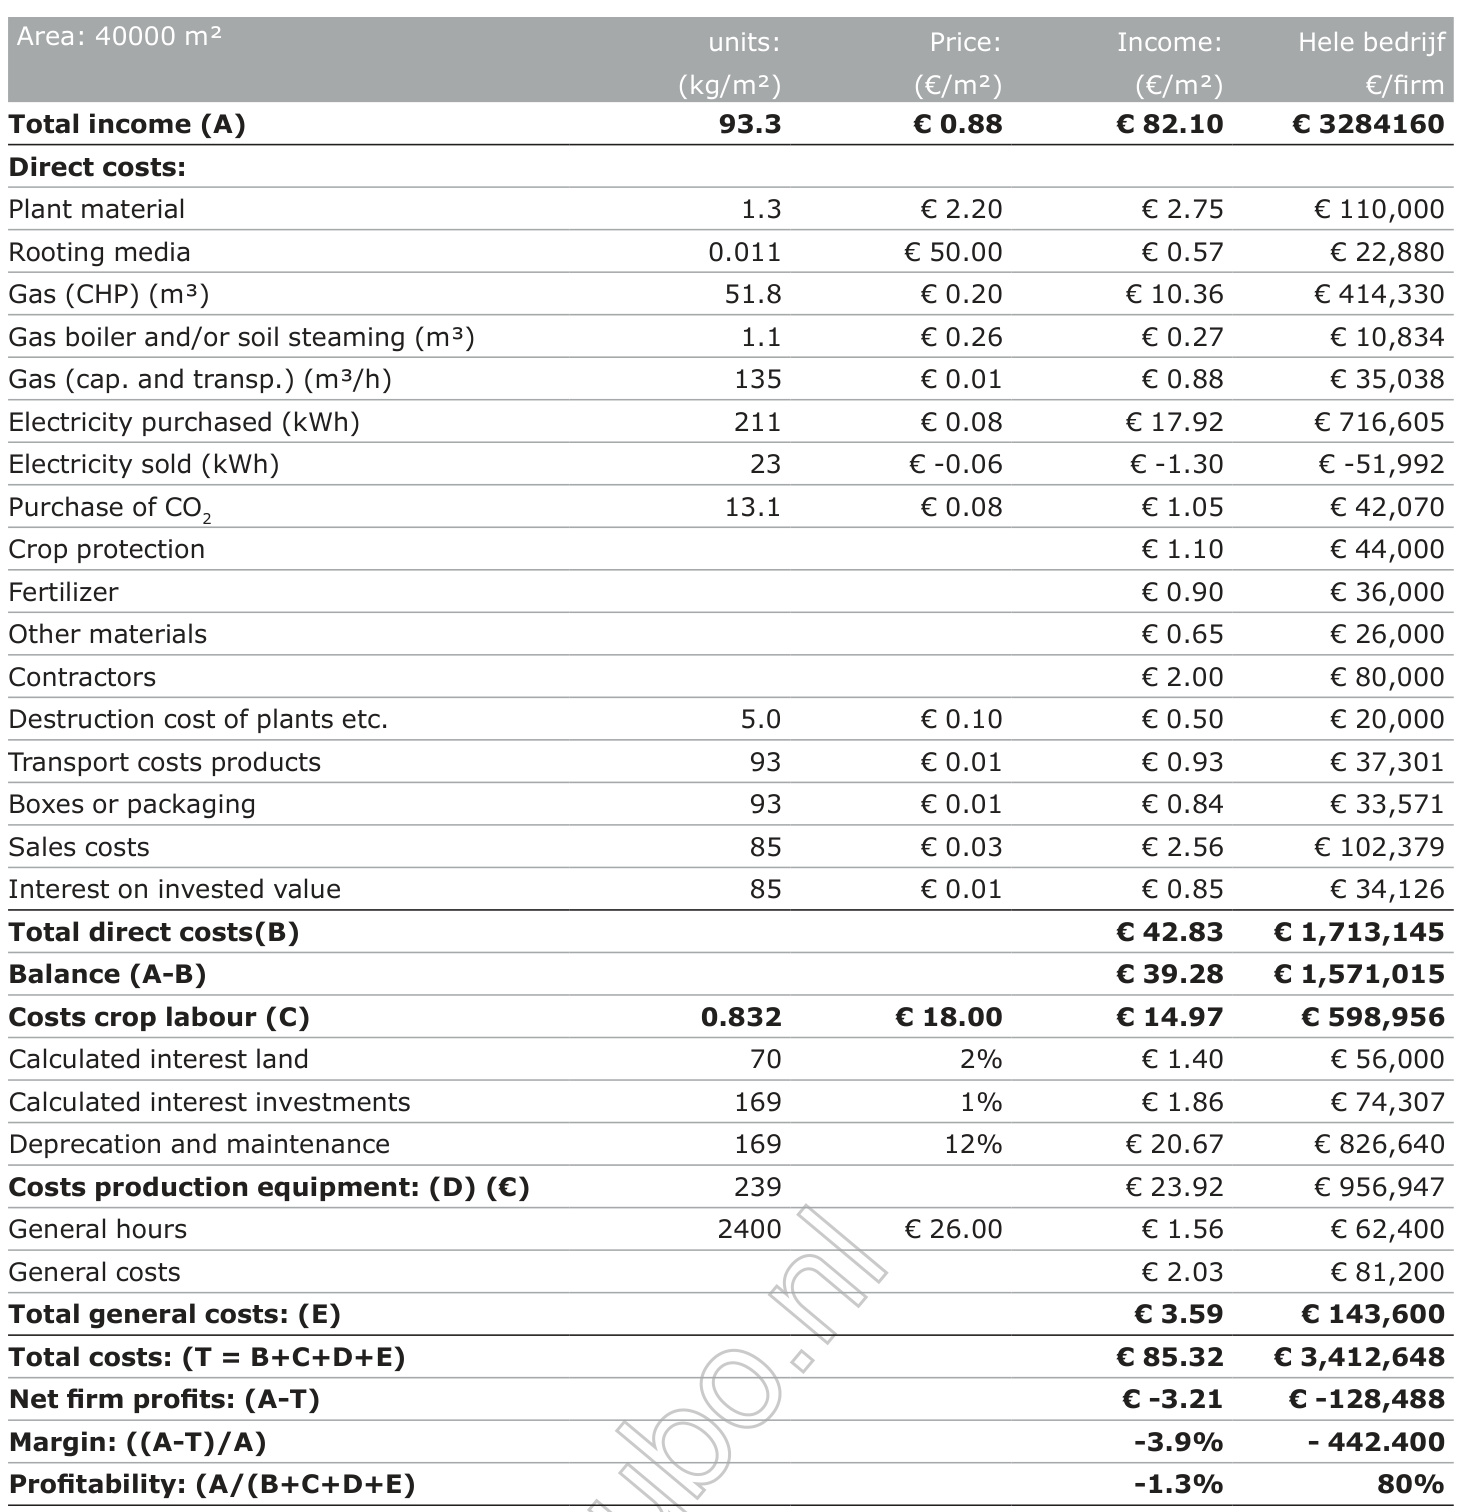 Area: 40000 m² units: Price: Income: Hele bedrijf
(kg/m²) (€/m²) (€/m²) €/firm
Total income (A) 93.3 € 0.88 € 82.10 € 3284160
Direct costs:
Plant material 1.3 € 2.20 € 2.75 € 110,000
Rooting media 0.011 € 50.00 € 0.57 € 22,880
Gas (CHP) (m³) 51.8 € 0.20 € 10.36 € 414,330
Gas boiler and/or soil steaming (m³) 1.1 € 0.26 € 0.27 € 10,834
Gas (cap. and transp.) (m³/h) 135 € 0.01 € 0.88 € 35,038
Electricity purchased (kWh) 211 € 0.08 € 17.92 € 716,605
Electricity sold (kWh) 23 € -0.06 € -1.30 € -51,992
Purchase of CO₂ 13.1 € 0.08 € 1.05 € 42,070
Crop protection € 1.10 € 44,000
Fertilizer € 0.90 € 36,000
Other materials € 0.65 € 26,000
Contractors € 2.00 € 80,000
Destruction cost of plants etc. 5.0 € 0.10 € 0.50 € 20,000
Transport costs products 93 € 0.01 € 0.93 € 37,301
Boxes or packaging 93 € 0.01 € 0.84 € 33,571
Sales costs 85 € 0.03 € 2.56 € 102,379
Interest on invested value 85 € 0.01 € 0.85 € 34,126
Total direct costs(B) € 42.83 € 1,713,145
Balance (A-B) € 39.28 € 1,571,015
Costs crop labour (C) 0.832 € 18.00 € 14.97 € 598,956
Calculated interest land 70 2% € 1.40 € 56,000
Calculated interest investments 169 1% € 1.86 € 74,307
Deprecation and maintenance 169 12% € 20.67 € 826,640
Costs production equipment: (D) (€) 239 € 23.92 € 956,947
General hours 2400 € 26.00 € 1.56 € 62,400
General costs € 2.03 € 81,200
Total general costs: (E) € 3.59 € 143,600
Total costs: (T = B+C+D+E) € 85.32 € 3,412,648
Net firm profits: (A-T) € -3.21 € -128,488
Margin: ((A-T)/A) -3.9% - 442.400
Profitability: (A/(B+C+D+E) -1.3% 80%
ubo.nl